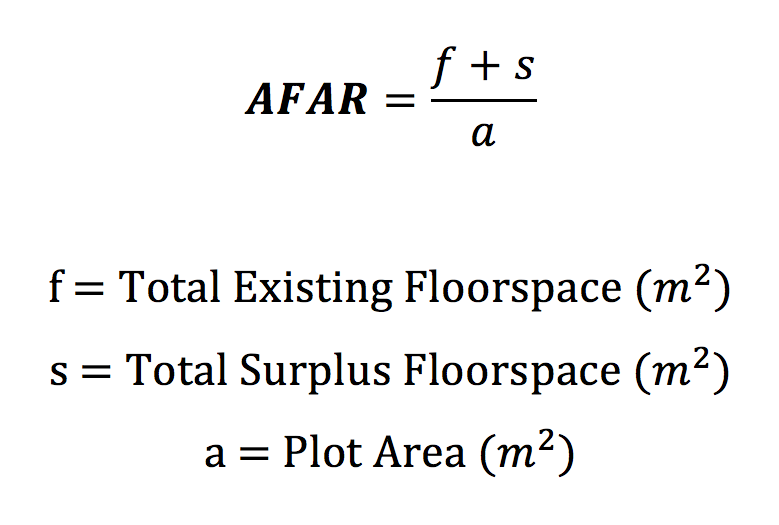 AFAR = f + s / a
f = Total Existing Floorspace (m²)
s = Total Surplus Floorspace (m²)
a = Plot Area (m²)